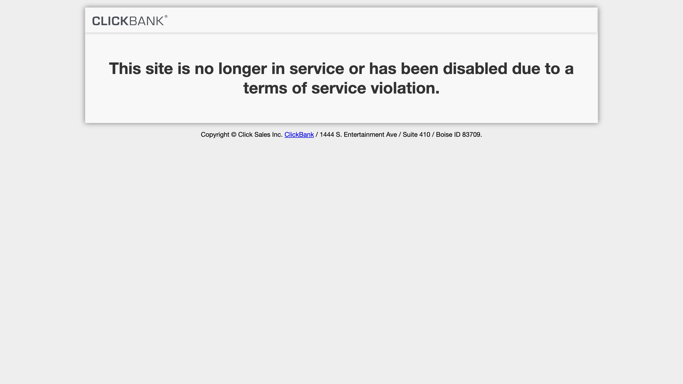 CLICKBANK®
This site is no longer in service or has been disabled due to a
terms of service violation.
Copyright © Click Sales Inc. ClickBank / 1444 S. Entertainment Ave / Suite 410 / Boise ID 83709.